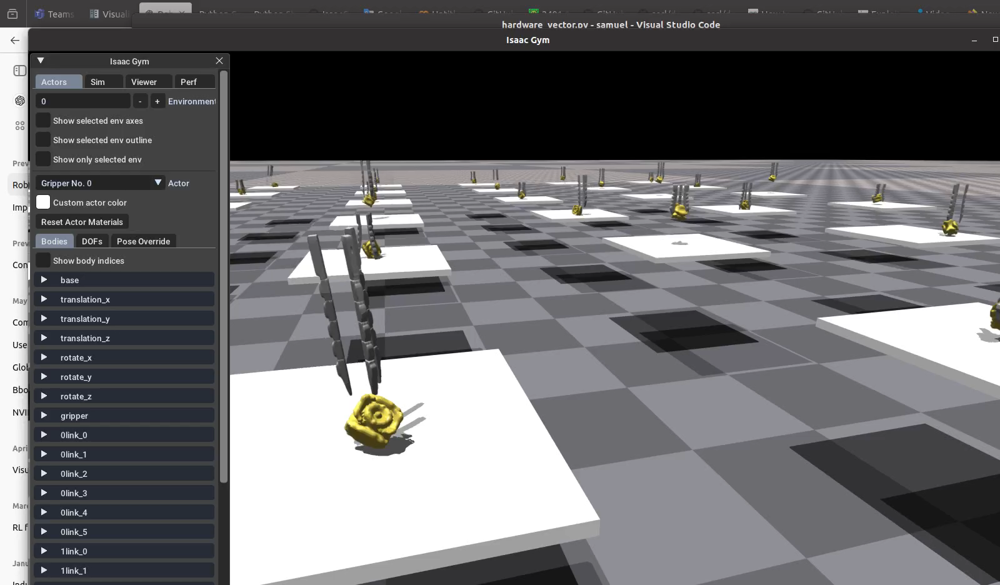 Teams
Visual
hardware_vector.py - samuel - Visual Studio Code
Isaac Gym
Isaac Gym
Actors Sim Viewer Perf
0 - + Environment
Show selected env axes
Show selected env outline
Show only selected env
Gripper No. 0 Actor
Custom actor color
Reset Actor Materials
Bodies DOFs Pose Override
Show body indices
base
translation_x
translation_y
translation_z
rotate_x
rotate_y
rotate_z
gripper
0link_0
0link_1
0link_2
0link_3
0link_4
0link_5
1link_0
1link_1
Prev
Rob
Imp
Prev
Con
May
Com
Use
Glob
Bbo
NVI
Apri
Visu
Marc
RL f
Janu